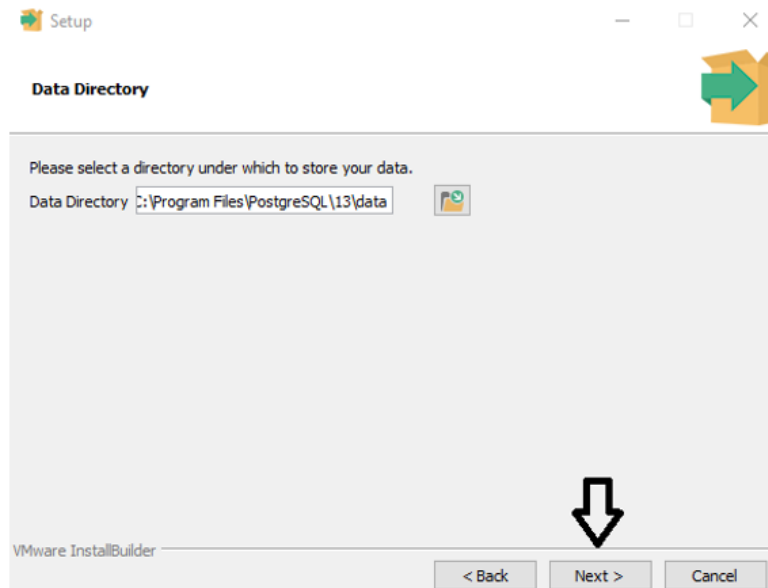 Setup
Data Directory
Please select a directory under which to store your data.
Data Directory :\Program Files\PostgreSQL\13\data
VMware InstallBuilder
< Back Next > Cancel